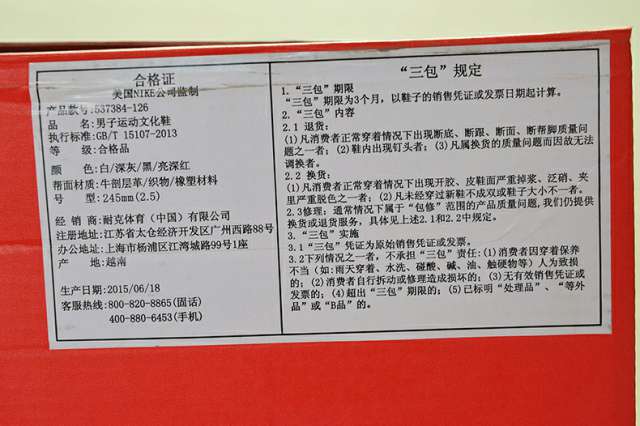 合格证
美国NIKE公司监制
产品款号:537384-126
品 名:男子运动文化鞋
执行标准:GB/T 15107-2013
等 级:合格品
颜 色:白/深灰/黑/亮深红
帮面材质:牛剖层革/织物/橡塑材料
号 型:245mm(2.5)
经 销 商:耐克体育(中国)有限公司
注册地址:江苏省太仓经济开发区广州西路88号
办公地址:上海市杨浦区江湾城路99号1座
产 地:越南
生产日期:2015/06/18
客服热线:800-820-8865(固话)
400-880-6453(手机)
“三包”规定
1.“三包”期限
“三包”期限为3个月,以鞋子的销售凭证或发票日期起计算。
2.“三包”内容
2.1 退货:
(1)凡消费者正常穿着情况下出现断底、断跟、断面、断帮脚质量问
题之一者;(2)鞋内出现钉头者;(3)凡属换货的质量问题而因故无法
调换者。
2.2 换货:
(1)凡消费者正常穿着情况下出现开胶、皮鞋面严重掉浆、泛硝、夹
里严重脱色之一者;(2)凡未经穿过新鞋不成双或鞋子大小不一者。
2.3修理:通常情况下属于“包修”范围的产品质量问题,我们仍提供
换货或退货服务,具体见上述2.1和2.2中规定。
3.“三包”实施
3.1“三包”凭证为原始销售凭证或发票。
3.2下列情况之一者,不承担“三包”责任:(1)消费者因穿着保养
不当(如:雨天穿着、水洗、碰酸、碱、油、触硬物等)人为致损
的;(2)消费者自行拆动或修理造成损坏的;(3)无有效销售凭证或
发票的;(4)超出“三包”期限的;(5)已标明“处理品”、“等外
品”或“B品”的。